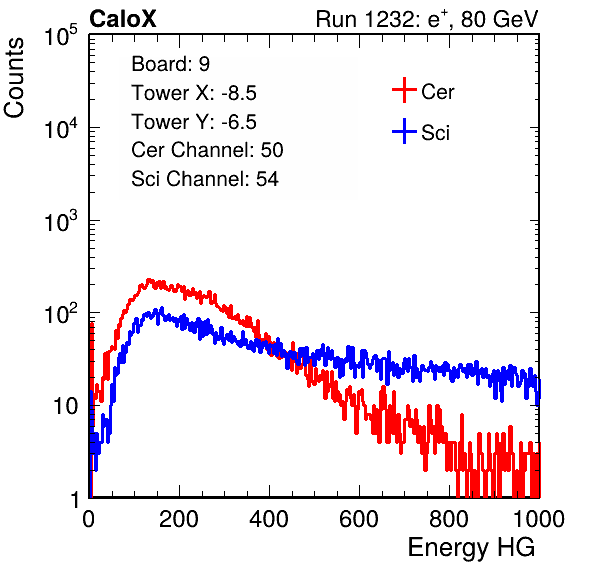 CaloX Run 1232: e⁺, 80 GeV
Counts
10⁵
10⁴
10³
10²
10
1
Board: 9
Tower X: -8.5
Tower Y: -6.5
Cer Channel: 50
Sci Channel: 54
Cer
Sci
0 200 400 600 800 1000
Energy HG